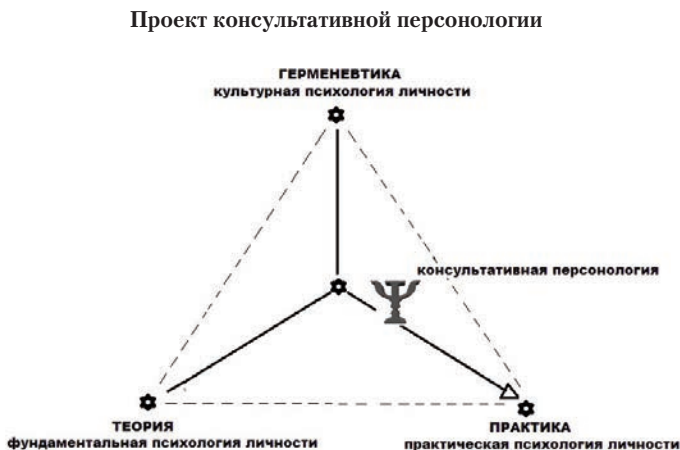 Проект консультативной персонологии
ГЕРМЕНЕВТИКА
культурная психология личности
консультативная персонология
ТЕОРИЯ
фундаментальная психология личности
ПРАКТИКА
практическая психология личности